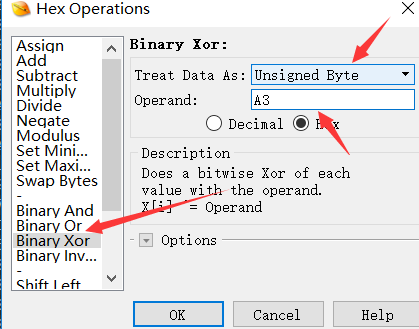 Hex Operations
Assign
Add
Subtract
Multiply
Divide
Negate
Modulus
Set Mini...
Set Maxi...
Swap Bytes
-
Binary And
Binary Or
Binary Xor
Binary Inv...
-
Shift Left
Binary Xor:
Treat Data As: Unsigned Byte
Operand: A3
Decimal Hex
Description
Does a bitwise Xor of each
value with the operand.
X[i] ^= Operand
Options
OK Cancel Help